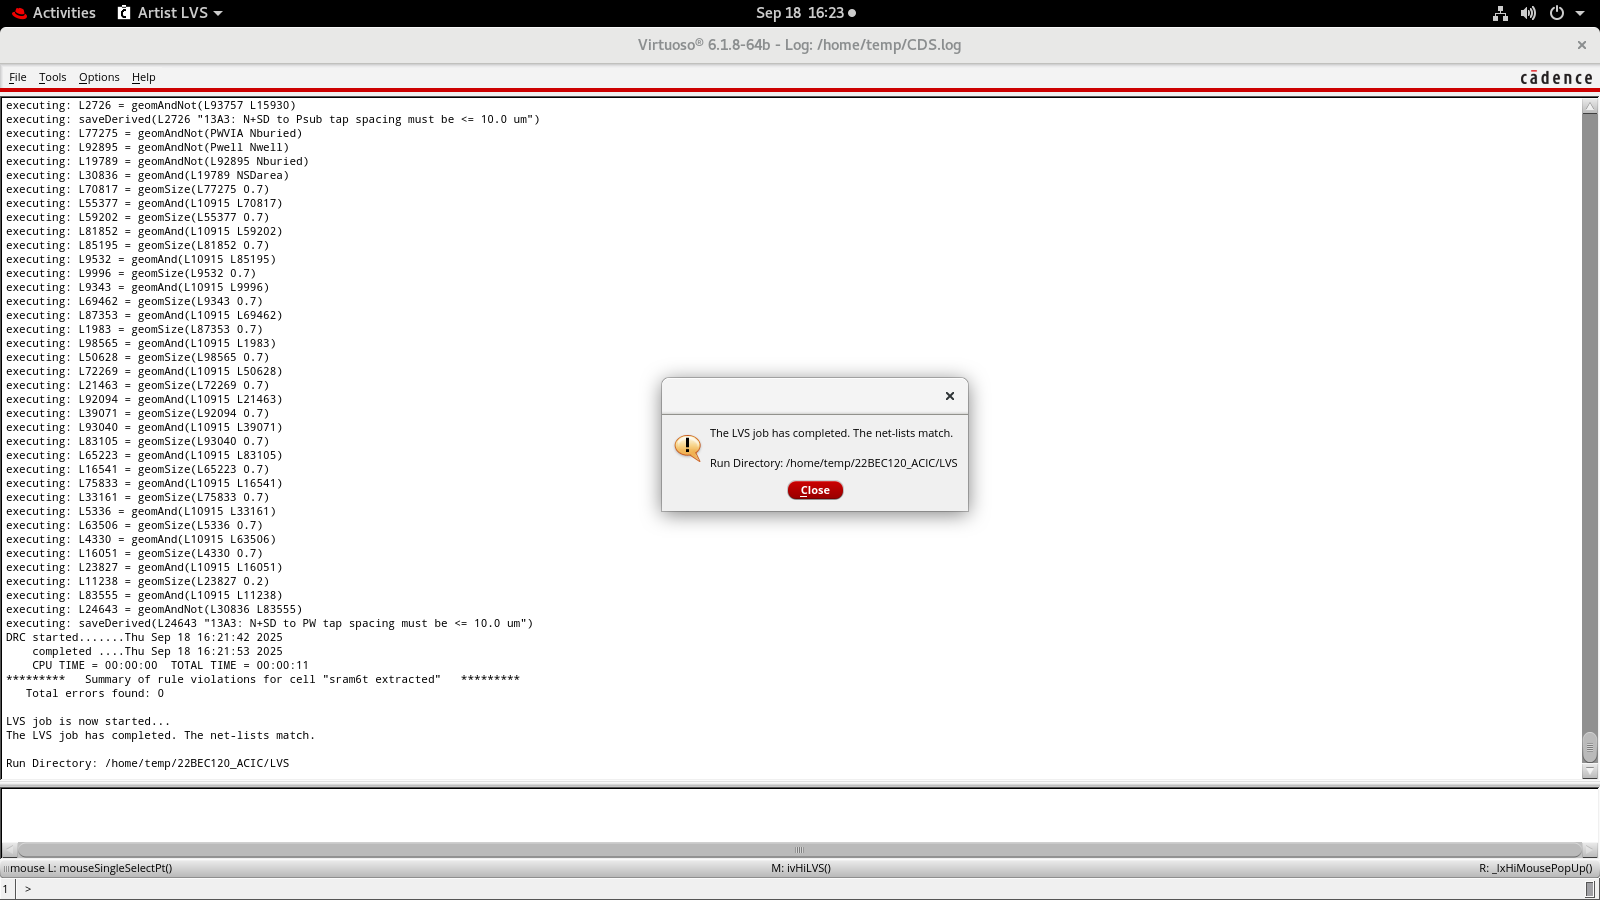 Activities
Artist LVS
Sep 18 16:23
Virtuoso® 6.1.8-64b - Log: /home/temp/CDS.log
File Tools Options Help
cādence
executing: L2726 = geomAndNot(L93757 L15930)
executing: saveDerived(L2726 "13A3: N+SD to Psub tap spacing must be <= 10.0 um")
executing: L77275 = geomAndNot(PWVIA Nburied)
executing: L92895 = geomAndNot(Pwell Nwell)
executing: L19789 = geomAndNot(L92895 Nburied)
executing: L30836 = geomAnd(L19789 NSDarea)
executing: L70817 = geomSize(L77275 0.7)
executing: L55377 = geomAnd(L10915 L70817)
executing: L59202 = geomSize(L55377 0.7)
executing: L81852 = geomAnd(L10915 L59202)
executing: L85195 = geomSize(L81852 0.7)
executing: L9532 = geomAnd(L10915 L85195)
executing: L9996 = geomSize(L9532 0.7)
executing: L9343 = geomAnd(L10915 L9996)
executing: L69462 = geomSize(L9343 0.7)
executing: L87353 = geomAnd(L10915 L69462)
executing: L1983 = geomSize(L87353 0.7)
executing: L98565 = geomAnd(L10915 L1983)
executing: L50628 = geomSize(L98565 0.7)
executing: L72269 = geomAnd(L10915 L50628)
executing: L21463 = geomSize(L72269 0.7)
executing: L92094 = geomAnd(L10915 L21463)
executing: L39071 = geomSize(L92094 0.7)
executing: L93040 = geomAnd(L10915 L39071)
executing: L83105 = geomSize(L93040 0.7)
executing: L65223 = geomAnd(L10915 L83105)
executing: L16541 = geomSize(L65223 0.7)
executing: L75833 = geomAnd(L10915 L16541)
executing: L33161 = geomSize(L75833 0.7)
executing: L5336 = geomAnd(L10915 L33161)
executing: L63506 = geomSize(L5336 0.7)
executing: L4330 = geomAnd(L10915 L63506)
executing: L16051 = geomSize(L4330 0.7)
executing: L23827 = geomAnd(L10915 L16051)
executing: L11238 = geomSize(L23827 0.2)
executing: L83555 = geomAnd(L10915 L11238)
executing: L24643 = geomAndNot(L30836 L83555)
executing: saveDerived(L24643 "13A3: N+SD to PW tap spacing must be <= 10.0 um")
DRC started.......Thu Sep 18 16:21:42 2025
completed ....Thu Sep 18 16:21:53 2025
CPU TIME = 00:00:00 TOTAL TIME = 00:00:11
********* Summary of rule violations for cell "sram6t extracted" *********
Total errors found: 0
LVS job is now started...
The LVS job has completed. The net-lists match.
Run Directory: /home/temp/22BEC120_ACIC/LVS
The LVS job has completed. The net-lists match.
Run Directory: /home/temp/22BEC120_ACIC/LVS
Close
mouse L: mouseSingleSelectPt()
M: ivHiLVS()
R: _lxHiMousePopUp()
1 >